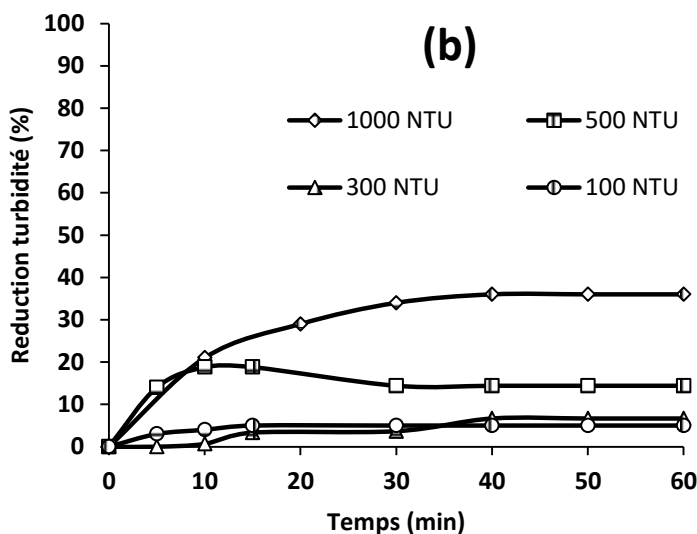 (b)
1000 NTU
500 NTU
300 NTU
100 NTU
Reduction turbidité (%)
100
90
80
70
60
50
40
30
20
10
0
0 10 20 30 40 50 60
Temps (min)